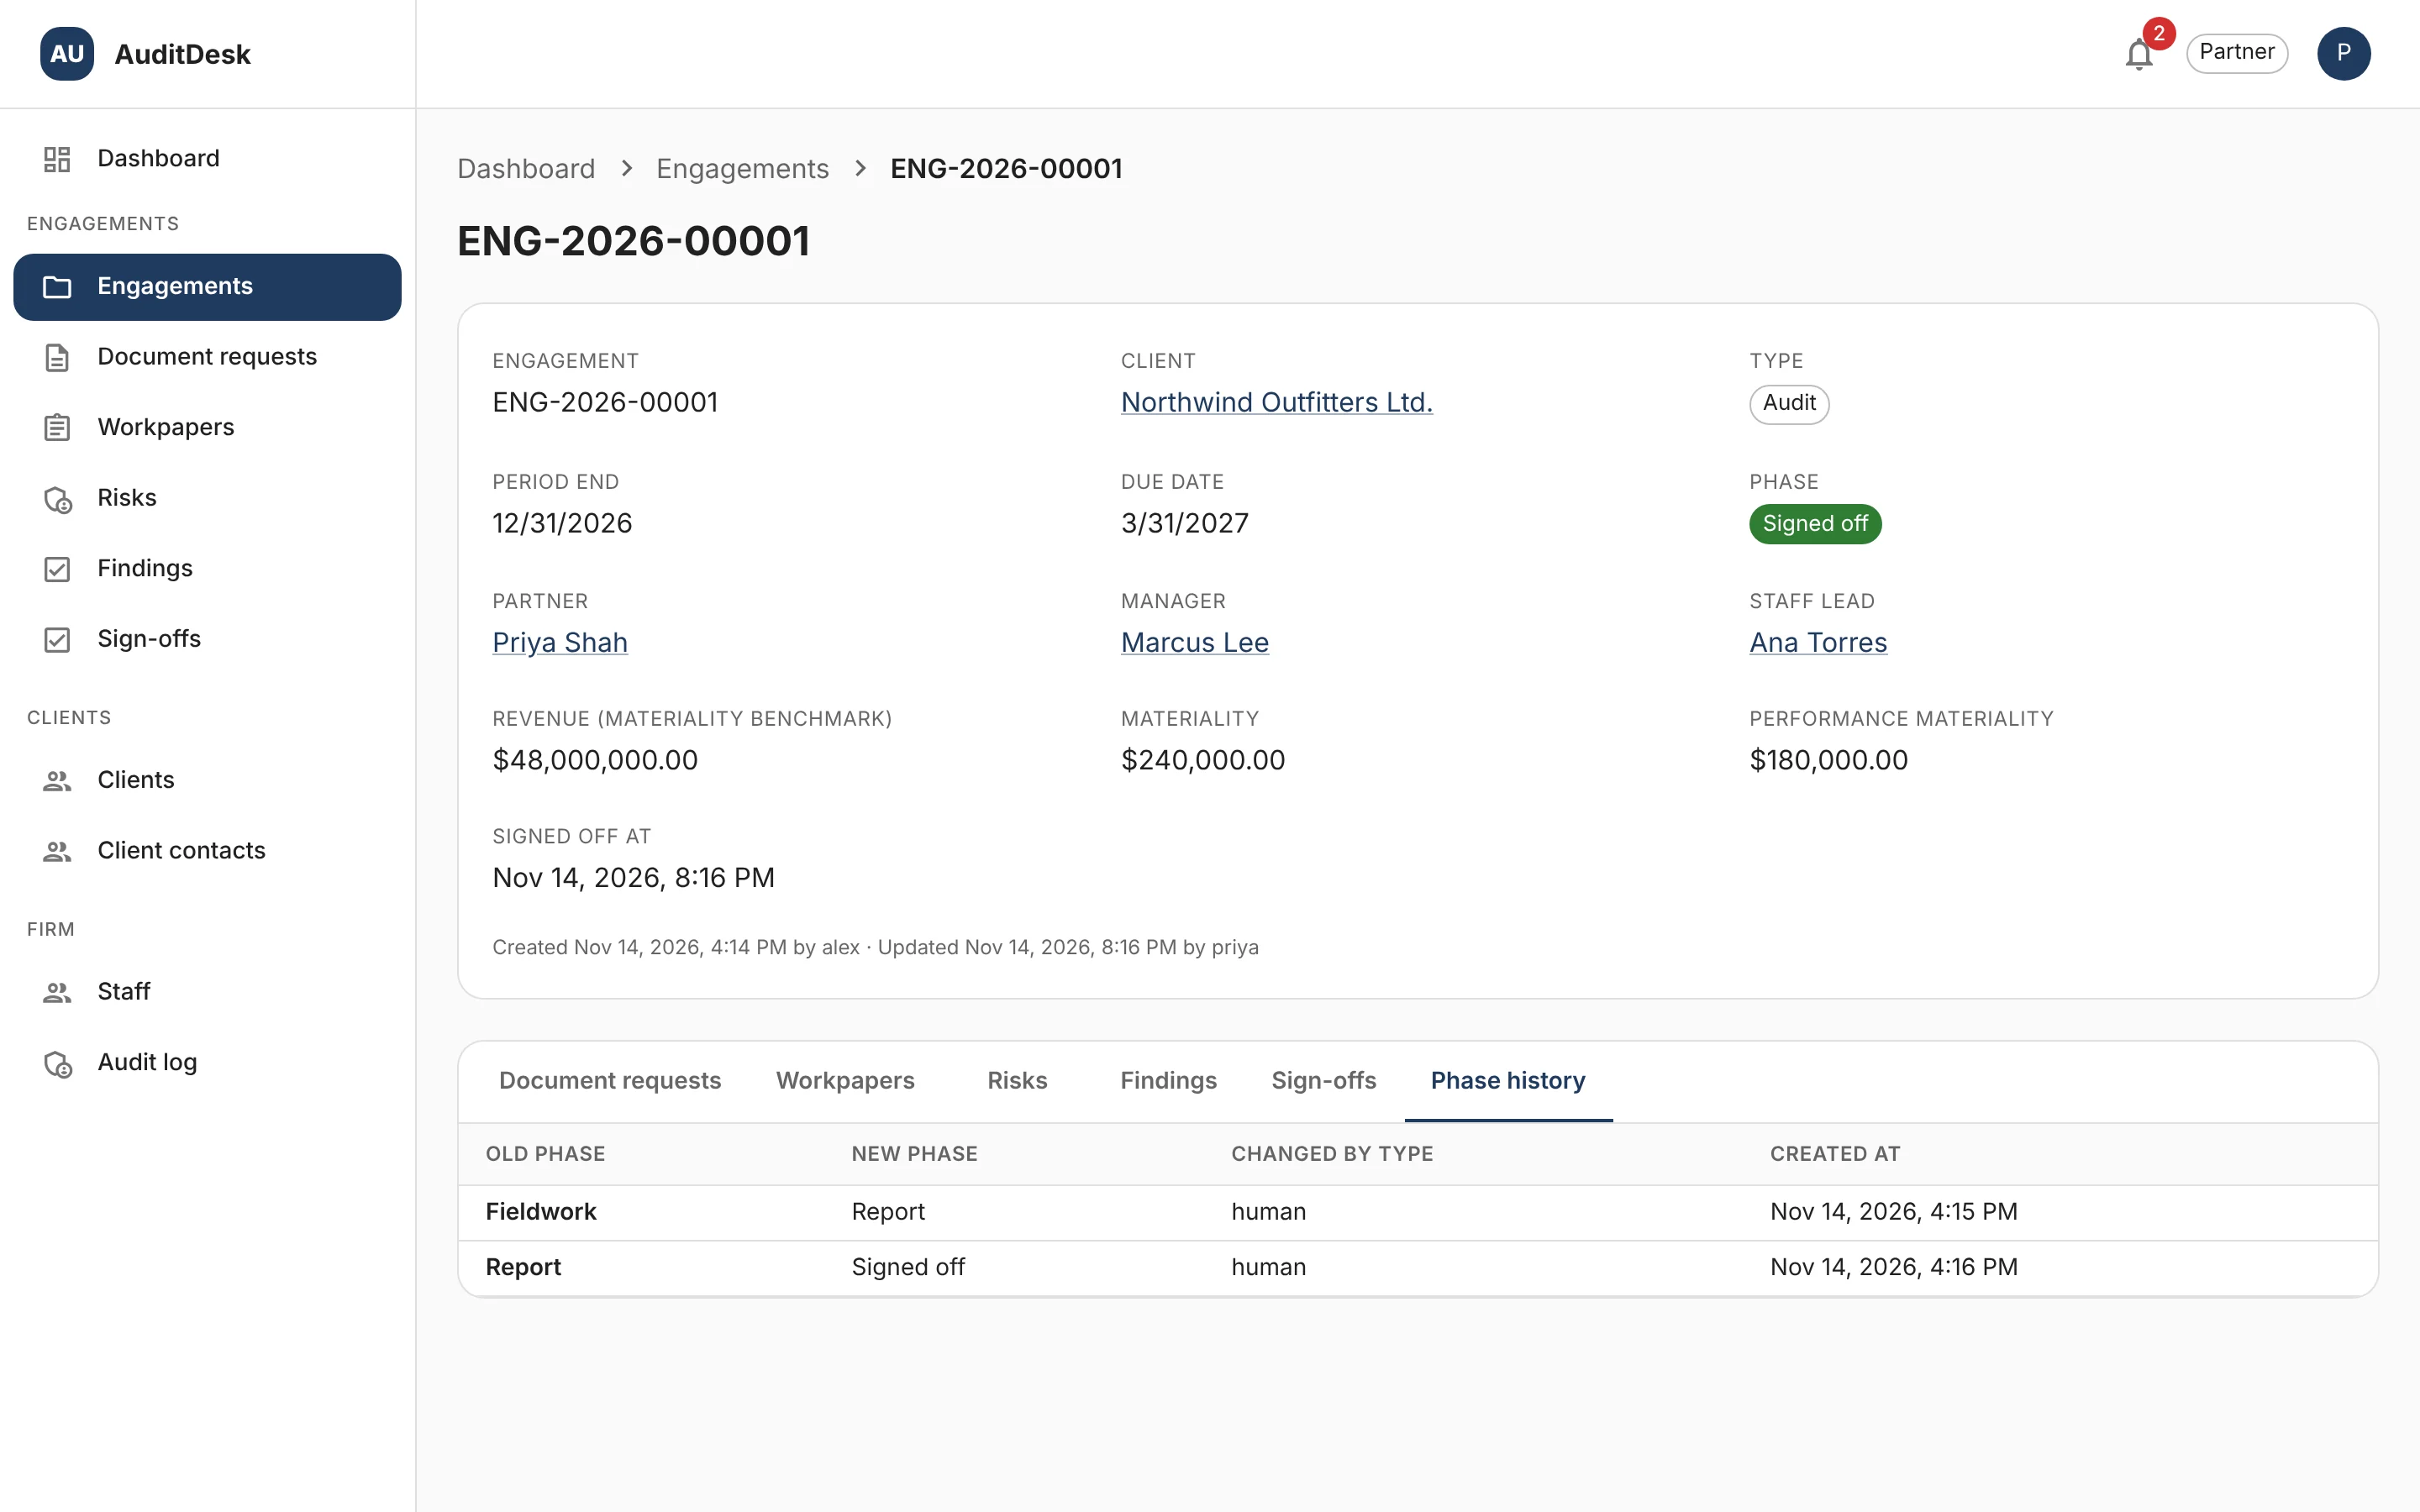 AU AuditDesk
2 Partner P
Dashboard
ENGAGEMENTS
Engagements
Document requests
Workpapers
Risks
Findings
Sign-offs
CLIENTS
Clients
Client contacts
FIRM
Staff
Audit log
Dashboard > Engagements > ENG-2026-00001
ENG-2026-00001
ENGAGEMENT CLIENT TYPE
ENG-2026-00001 Northwind Outfitters Ltd. Audit
PERIOD END DUE DATE PHASE
12/31/2026 3/31/2027 Signed off
PARTNER MANAGER STAFF LEAD
Priya Shah Marcus Lee Ana Torres
REVENUE (MATERIALITY BENCHMARK) MATERIALITY PERFORMANCE MATERIALITY
$48,000,000.00 $240,000.00 $180,000.00
SIGNED OFF AT
Nov 14, 2026, 8:16 PM
Created Nov 14, 2026, 4:14 PM by alex · Updated Nov 14, 2026, 8:16 PM by priya
Document requests Workpapers Risks Findings Sign-offs Phase history
OLD PHASE NEW PHASE CHANGED BY TYPE CREATED AT
Fieldwork Report human Nov 14, 2026, 4:15 PM
Report Signed off human Nov 14, 2026, 4:16 PM